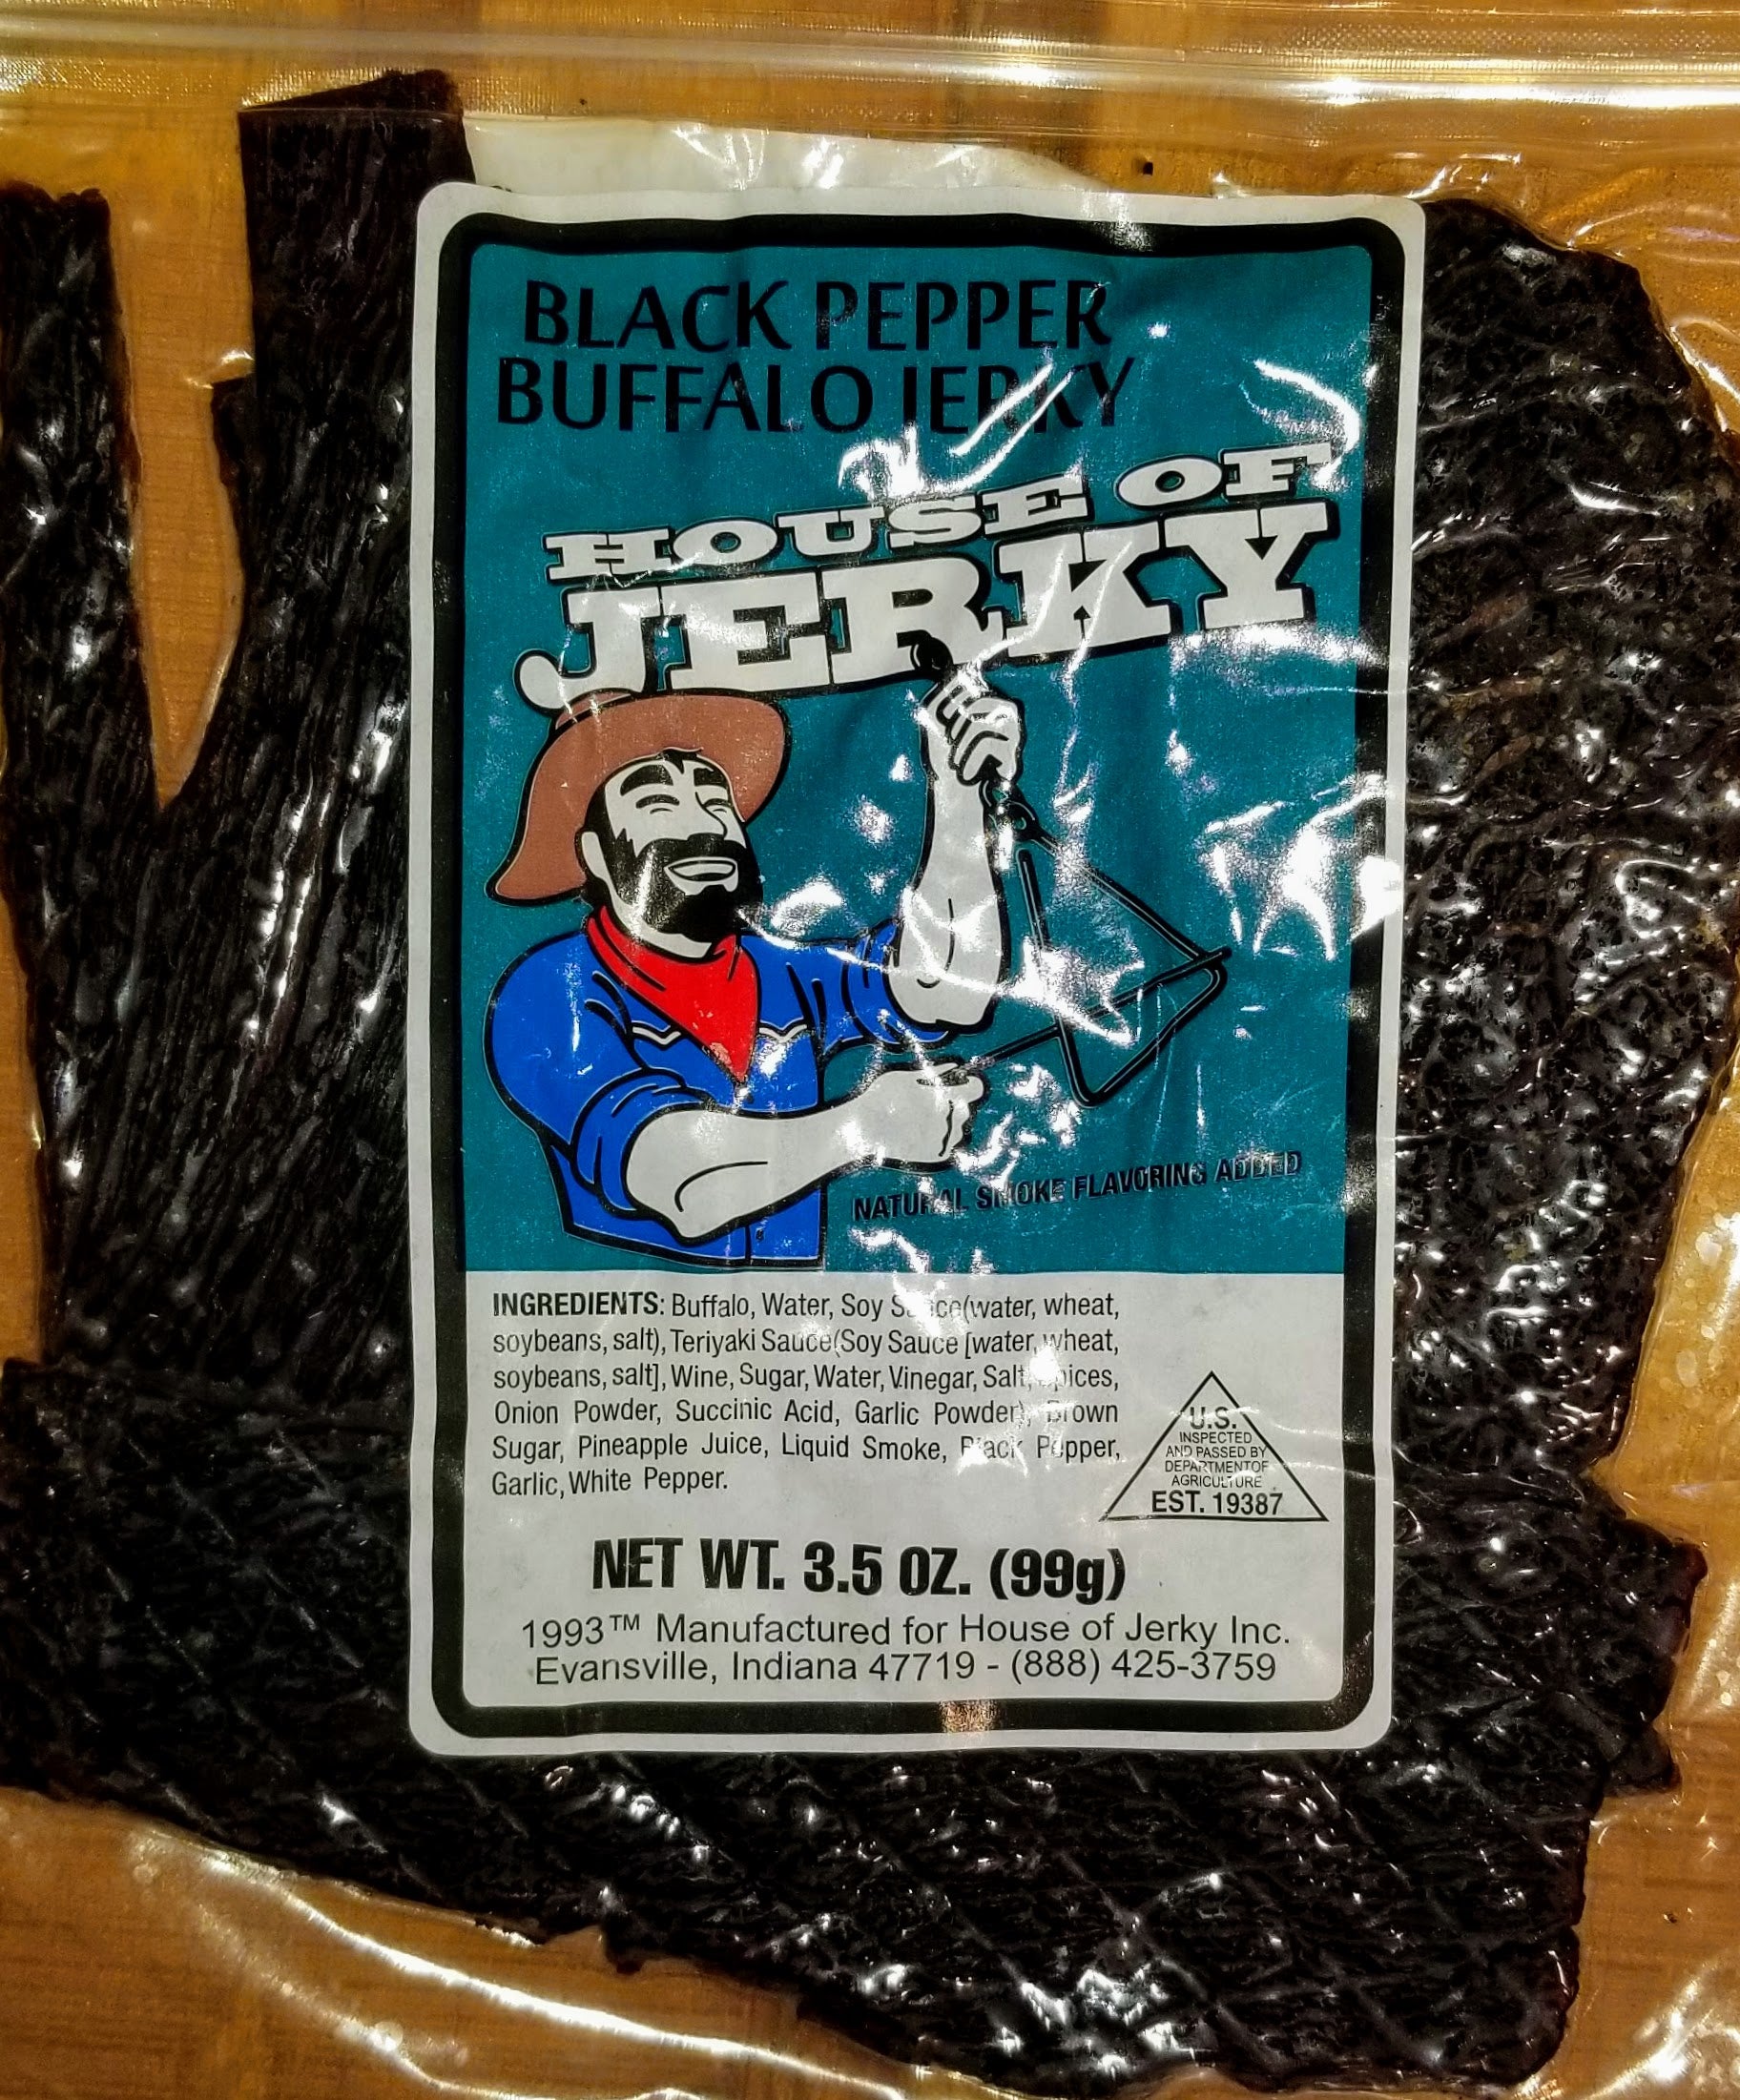 BLACK PEPPER
BUFFALO JERKY
HOUSE OF
JERKY
NATURAL SMOKE FLAVORING ADDED
INGREDIENTS: Buffalo, Water, Soy Sauce(water, wheat,
soybeans, salt), Teriyaki Sauce(Soy Sauce [water, wheat,
soybeans, salt], Wine, Sugar, Water, Vinegar, Salt, Spices,
Onion Powder, Succinic Acid, Garlic Powder), Brown
Sugar, Pineapple Juice, Liquid Smoke, Black Pepper,
Garlic, White Pepper.
U.S.
INSPECTED
AND PASSED BY
DEPARTMENT OF
AGRICULTURE
EST. 19387
NET WT. 3.5 OZ. (99g)
1993™ Manufactured for House of Jerky Inc.
Evansville, Indiana 47719 - (888) 425-3759